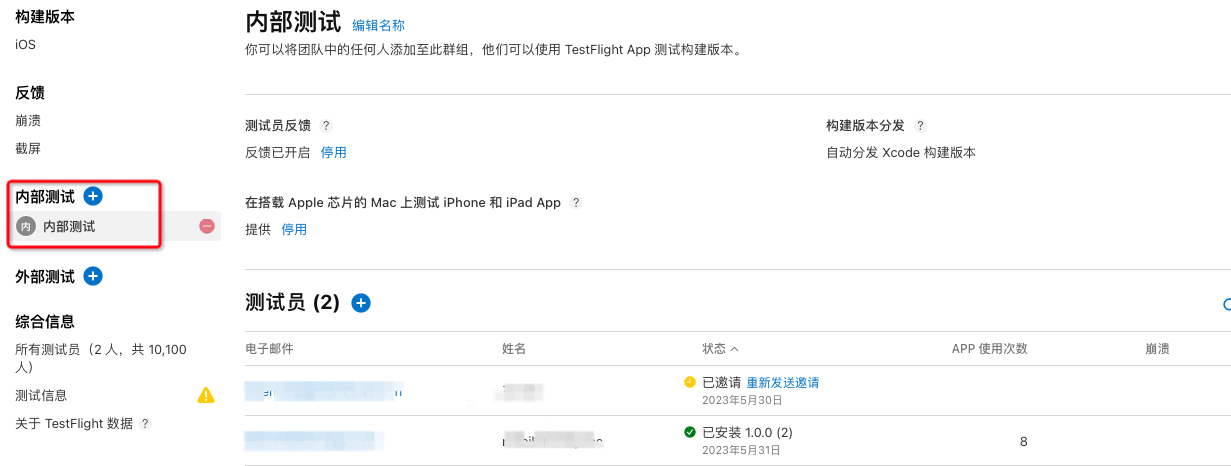 构建版本
iOS
反馈
崩溃
截屏
内部测试
内 内部测试
外部测试
综合信息
所有测试员（2 人，共 10,100
人）
测试信息
关于 TestFlight 数据 ?
内部测试 编辑名称
你可以将团队中的任何人添加至此群组，他们可以使用 TestFlight App 测试构建版本。
测试员反馈 ?
反馈已开启 停用
构建版本分发 ?
自动分发 Xcode 构建版本
在搭载 Apple 芯片的 Mac 上测试 iPhone 和 iPad App ?
提供 停用
测试员 (2)
电子邮件 姓名 状态 APP 使用次数 崩溃
已邀请 重新发送邀请
2023年5月30日
已安装 1.0.0 (2) 8
2023年5月31日